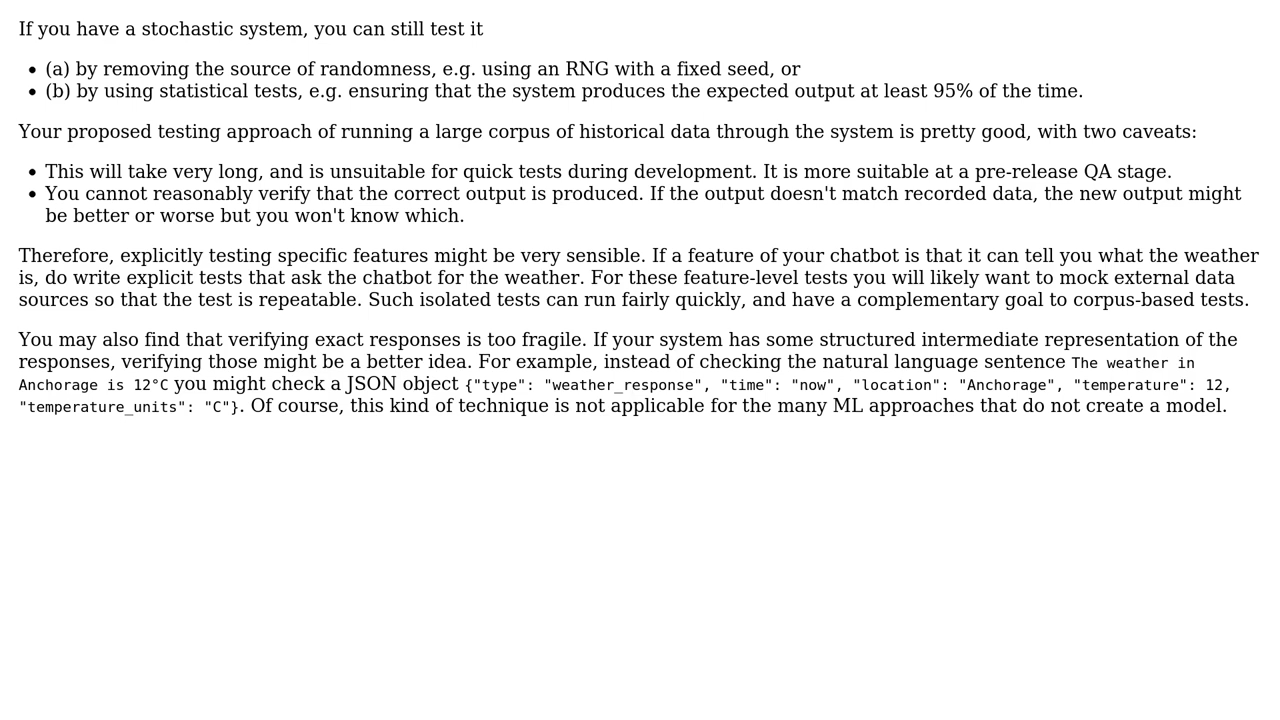 If you have a stochastic system, you can still test it
• (a) by removing the source of randomness, e.g. using an RNG with a fixed seed, or
• (b) by using statistical tests, e.g. ensuring that the system produces the expected output at least 95% of the time.
Your proposed testing approach of running a large corpus of historical data through the system is pretty good, with two caveats:
• This will take very long, and is unsuitable for quick tests during development. It is more suitable at a pre-release QA stage.
• You cannot reasonably verify that the correct output is produced. If the output doesn't match recorded data, the new output might
be better or worse but you won't know which.
Therefore, explicitly testing specific features might be very sensible. If a feature of your chatbot is that it can tell you what the weather
is, do write explicit tests that ask the chatbot for the weather. For these feature-level tests you will likely want to mock external data
sources so that the test is repeatable. Such isolated tests can run fairly quickly, and have a complementary goal to corpus-based tests.
You may also find that verifying exact responses is too fragile. If your system has some structured intermediate representation of the
responses, verifying those might be a better idea. For example, instead of checking the natural language sentence The weather in
Anchorage is 12°C you might check a JSON object {"type": "weather_response", "time": "now", "location": "Anchorage", "temperature": 12,
"temperature_units": "C"}. Of course, this kind of technique is not applicable for the many ML approaches that do not create a model.